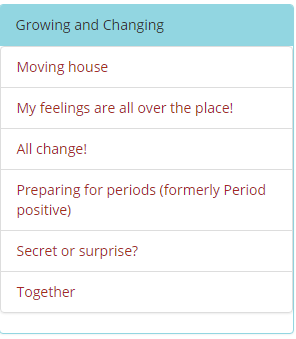 Growing and Changing
Moving house
My feelings are all over the place!
All change!
Preparing for periods (formerly Period
positive)
Secret or surprise?
Together